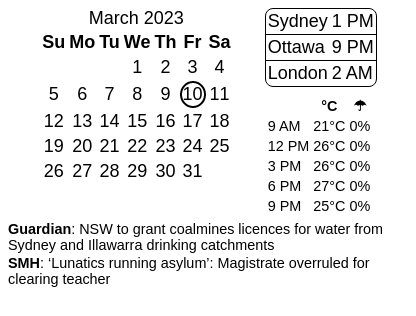 March 2023
Su Mo Tu We Th Fr Sa
1 2 3 4
5 6 7 8 9 10 11
12 13 14 15 16 17 18
19 20 21 22 23 24 25
26 27 28 29 30 31
Sydney 1 PM
Ottawa 9 PM
London 2 AM
°C ☂
9 AM 21°C 0%
12 PM 26°C 0%
3 PM 26°C 0%
6 PM 27°C 0%
9 PM 25°C 0%
Guardian: NSW to grant coalmines licences for water from
Sydney and Illawarra drinking catchments
SMH: ‘Lunatics running asylum’: Magistrate overruled for
clearing teacher